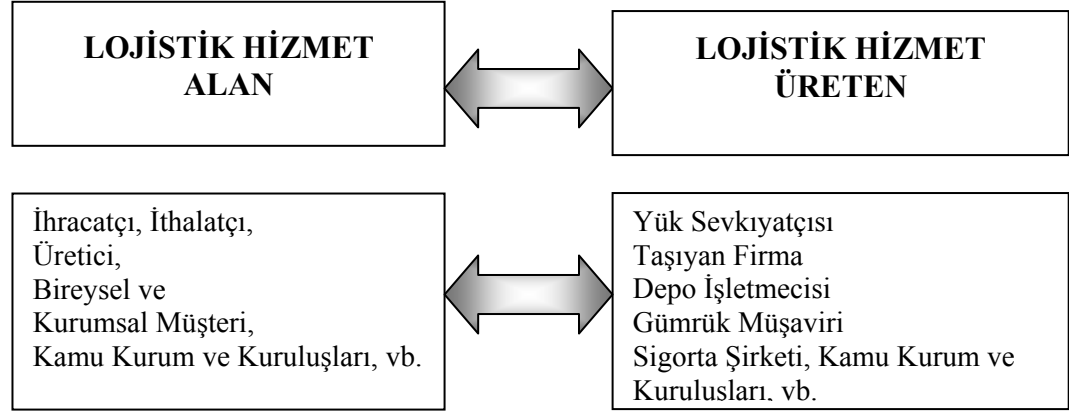 LOJİSTİK HİZMET
ALAN
LOJİSTİK HİZMET
ÜRETEN
İhracatçı, İthalatçı,
Üretici,
Bireysel ve
Kurumsal Müşteri,
Kamu Kurum ve Kuruluşları, vb.
Yük Sevkıyatçısı
Taşıyan Firma
Depo İşletmecisi
Gümrük Müşaviri
Sigorta Şirketi, Kamu Kurum ve
Kuruluşları, vb.